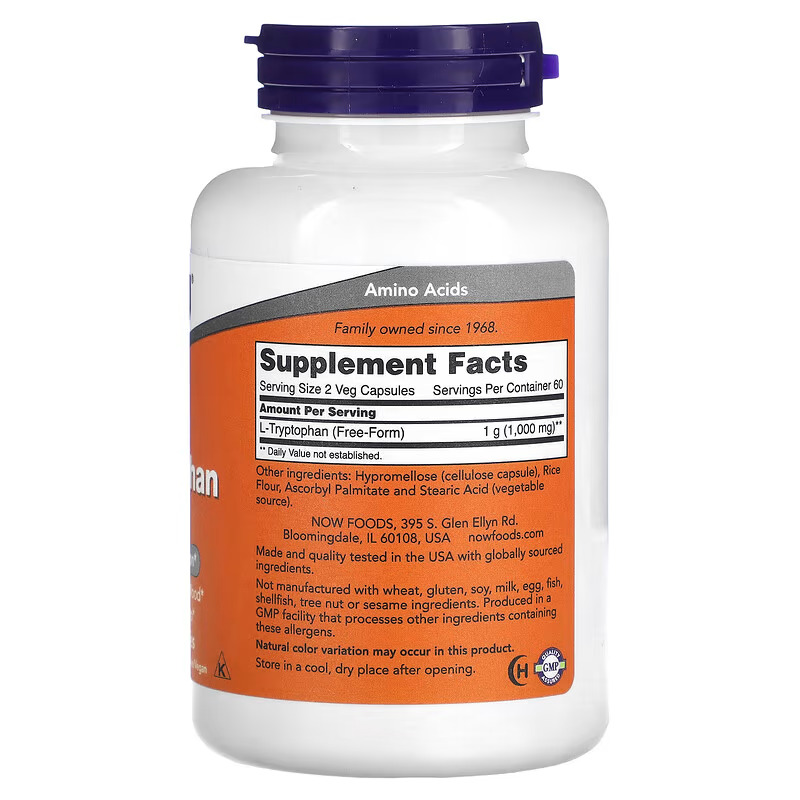 Amino Acids
Family owned since 1968.
Supplement Facts
Serving Size 2 Veg Capsules Servings Per Container 60
Amount Per Serving
L-Tryptophan (Free-Form) 1 g (1,000 mg)**
** Daily Value not established.
Other ingredients: Hypromellose (cellulose capsule), Rice
Flour, Ascorbyl Palmitate and Stearic Acid (vegetable
source).
NOW FOODS, 395 S. Glen Ellyn Rd.
Bloomingdale, IL 60108, USA nowfoods.com
Made and quality tested in the USA with globally sourced
ingredients.
Not manufactured with wheat, gluten, soy, milk, egg, fish,
shellfish, tree nut or sesame ingredients. Produced in a
GMP facility that processes other ingredients containing
these allergens.
Natural color variation may occur in this product.
Store in a cool, dry place after opening.
H
QUALITY
GMP
ASSURED
han
ood*
es
Vegan
K